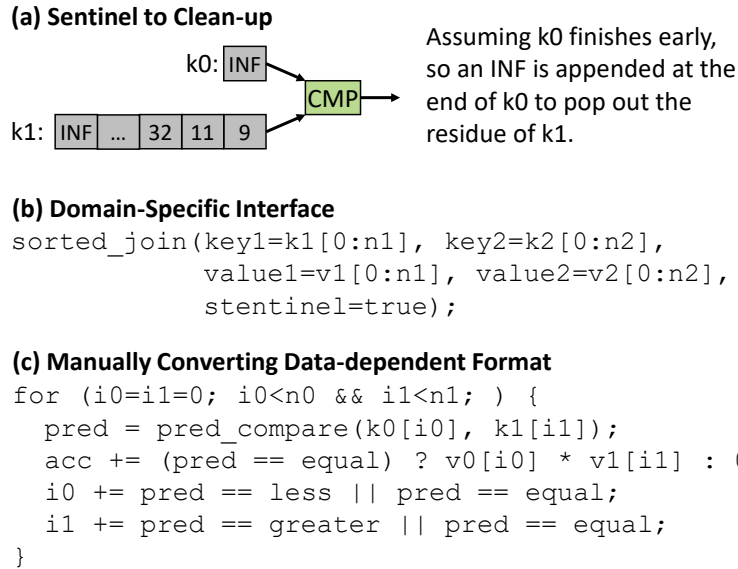 (a) Sentinel to Clean-up
k0: INF
CMP
k1: INF ... 32 11 9
Assuming k0 finishes early,
so an INF is appended at the
end of k0 to pop out the
residue of k1.
(b) Domain-Specific Interface
sorted_join(key1=k1[0:n1], key2=k2[0:n2],
value1=v1[0:n1], value2=v2[0:n2],
stentinel=true);
(c) Manually Converting Data-dependent Format
for (i0=i1=0; i0<n0 && i1<n1; ) {
pred = pred_compare(k0[i0], k1[i1]);
acc += (pred == equal) ? v0[i0] * v1[i1] :
i0 += pred == less || pred == equal;
i1 += pred == greater || pred == equal;
}